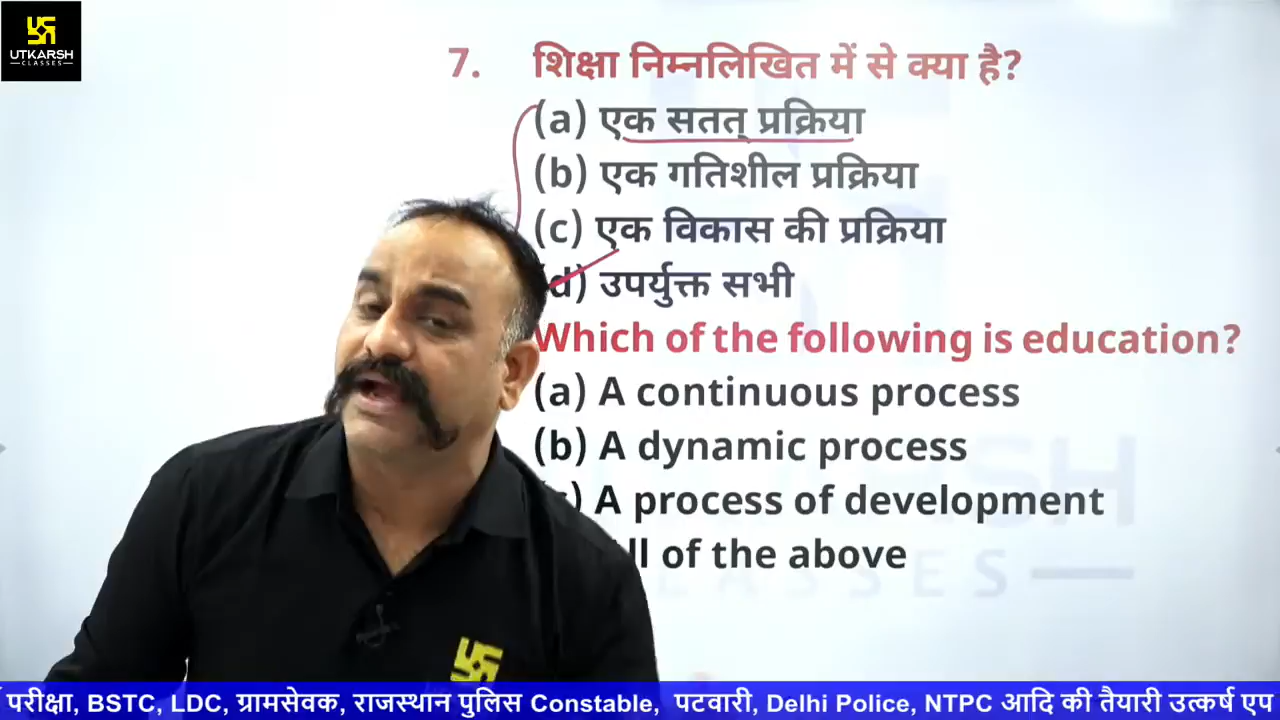 UTKARSH
CLASSES
7. शिक्षा निम्नलिखित में से क्या है?
(a) एक सतत् प्रक्रिया
(b) एक गतिशील प्रक्रिया
(c) एक विकास की प्रक्रिया
(d) उपर्युक्त सभी
Which of the following is education?
(a) A continuous process
(b) A dynamic process
A process of development
of the above
CLASSES
परीक्षा, BSTC, LDC, ग्रामसेवक, राजस्थान पुलिस Constable, पटवारी, Delhi Police, NTPC आदि की तैयारी उत्कर्ष एप